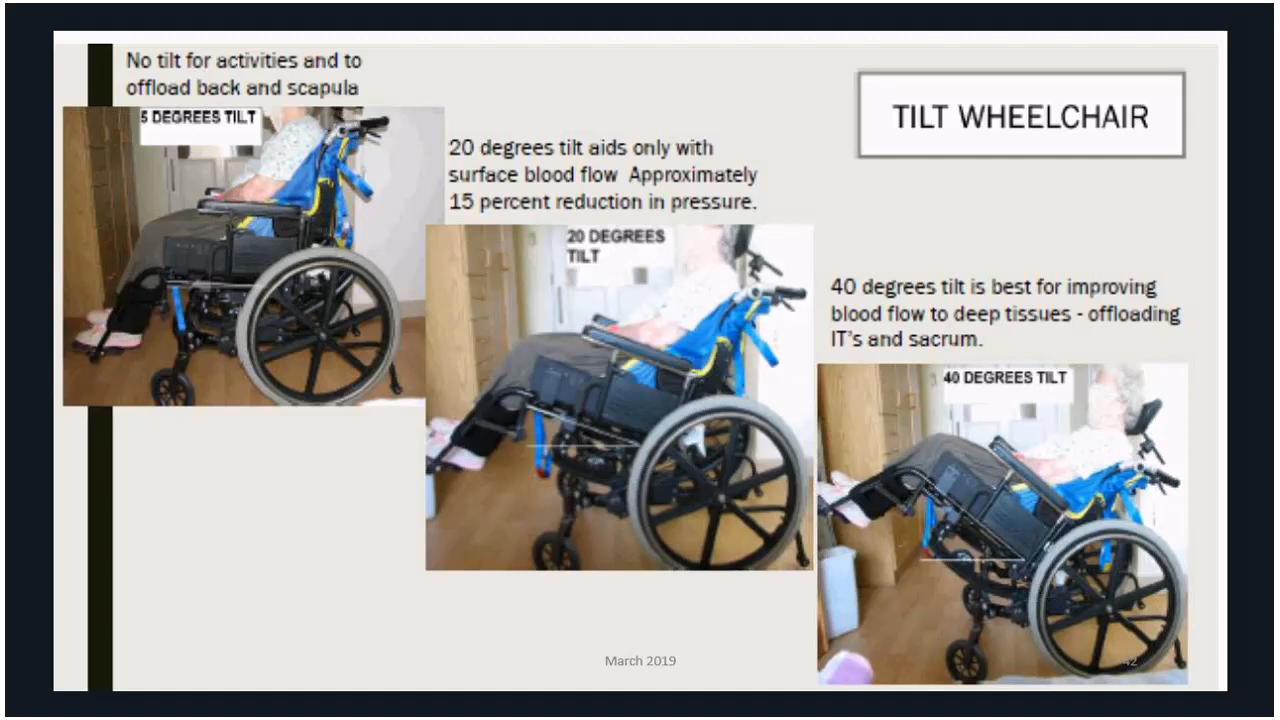 No tilt for activities and to
offload back and scapula
5 DEGREES TILT
TILT WHEELCHAIR
20 degrees tilt aids only with
surface blood flow Approximately
15 percent reduction in pressure.
20 DEGREES
TILT
40 degrees tilt is best for improving
blood flow to deep tissues - offloading
IT's and sacrum.
40 DEGREES TILT
March 2019
42